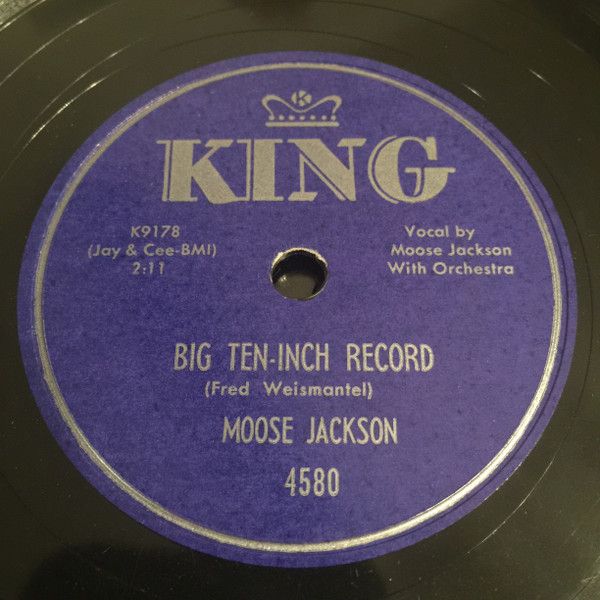 K
KING
K9178
(Jay & Cee-BMI)
2:11
Vocal by
Moose Jackson
With Orchestra
BIG TEN-INCH RECORD
(Fred Weismantel)
MOOSE JACKSON
4580